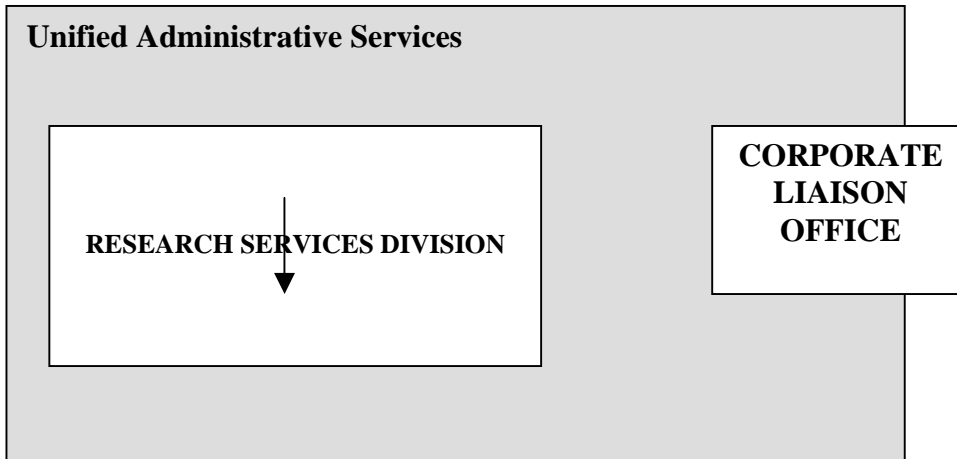 Unified Administrative Services
RESEARCH SERVICES DIVISION
CORPORATE
LIAISON
OFFICE